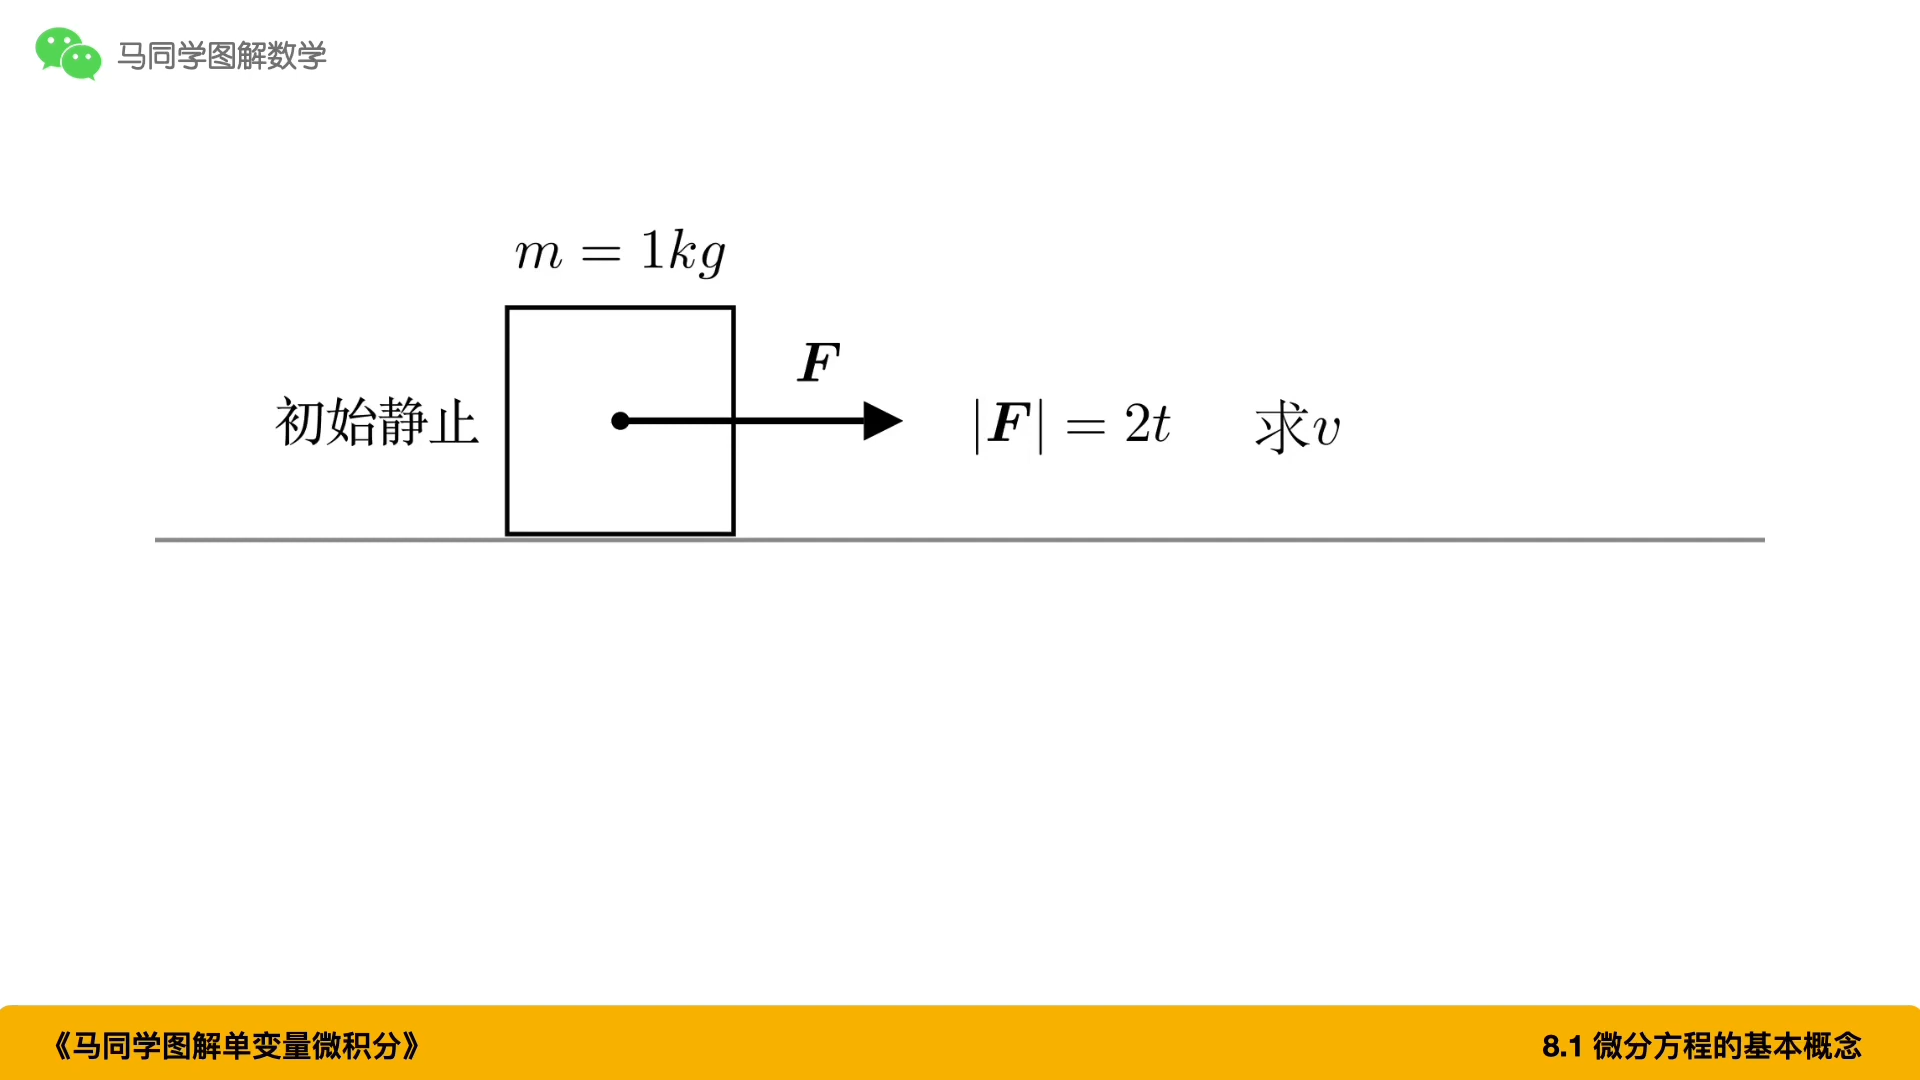 马同学图解数学
m = 1kg
F
初始静止
|F| = 2t 求v
《马同学图解单变量微积分》
8.1 微分方程的基本概念